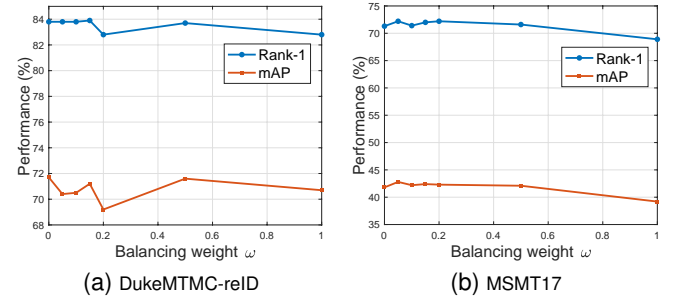 84
82
80
78
76
74
72
70
68
Performance (%)
Rank-1
mAP
0 0.2 0.4 0.6 0.8 1
Balancing weight ω
(a) DukeMTMC-reID
75
70
65
60
55
50
45
40
35
Performance (%)
Rank-1
mAP
0 0.2 0.4 0.6 0.8 1
Balancing weight ω
(b) MSMT17